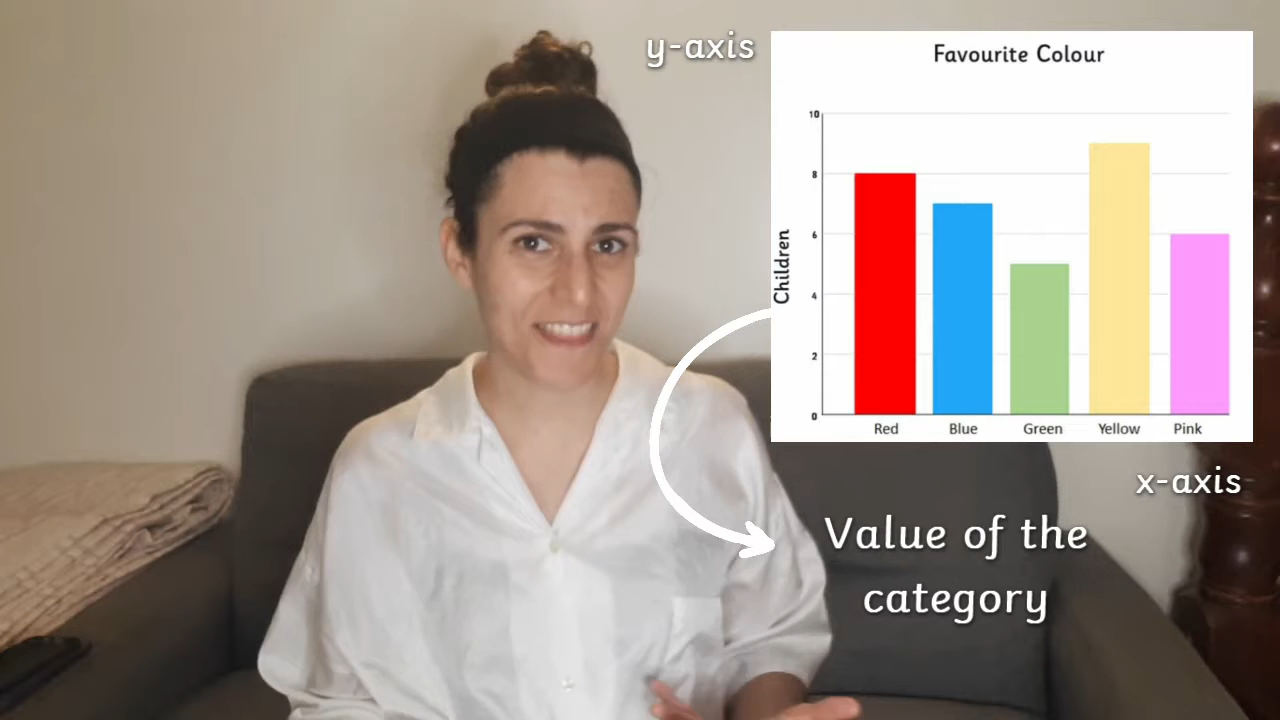 y-axis
Favourite Colour
10
8
6
4
2
0
Children
Red Blue Green Yellow Pink
x-axis
Value of the
category